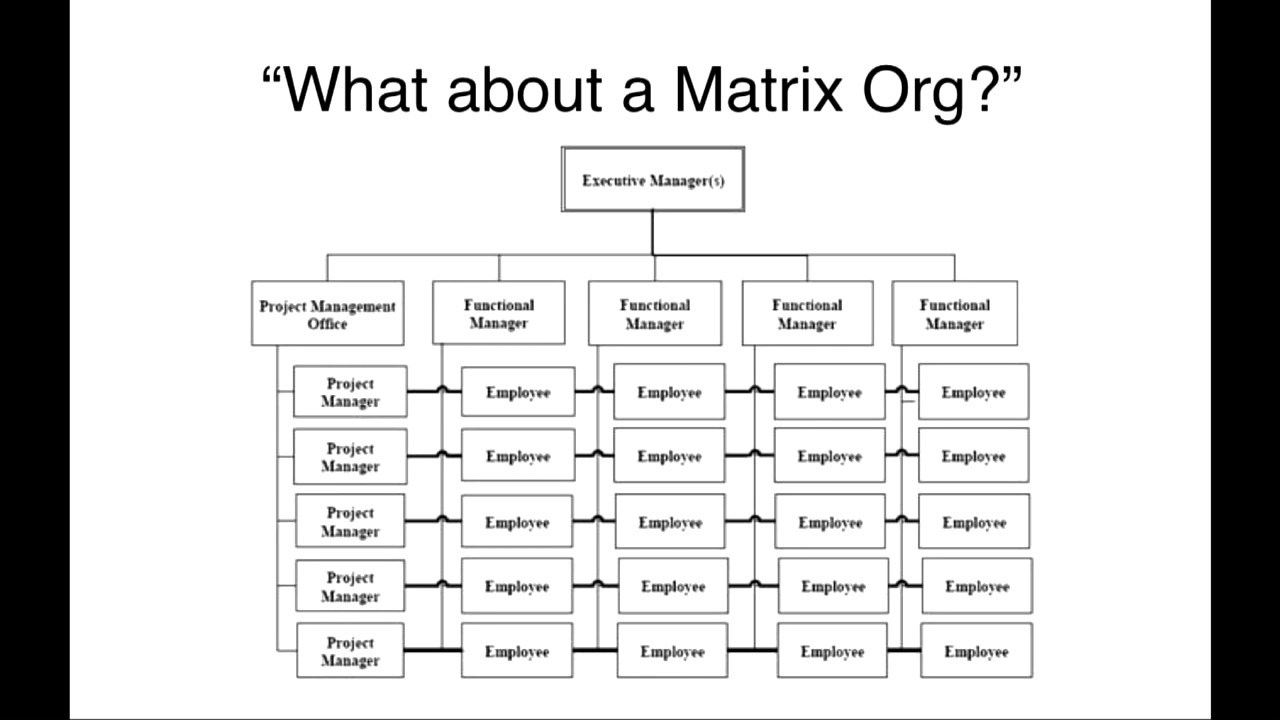 “What about a Matrix Org?”
Executive Manager(s)
Project Management
Office
Functional
Manager
Functional
Manager
Functional
Manager
Functional
Manager
Project
Manager
Employee
Employee
Employee
Employee
Project
Manager
Employee
Employee
Employee
Employee
Project
Manager
Employee
Employee
Employee
Employee
Project
Manager
Employee
Employee
Employee
Employee
Project
Manager
Employee
Employee
Employee
Employee